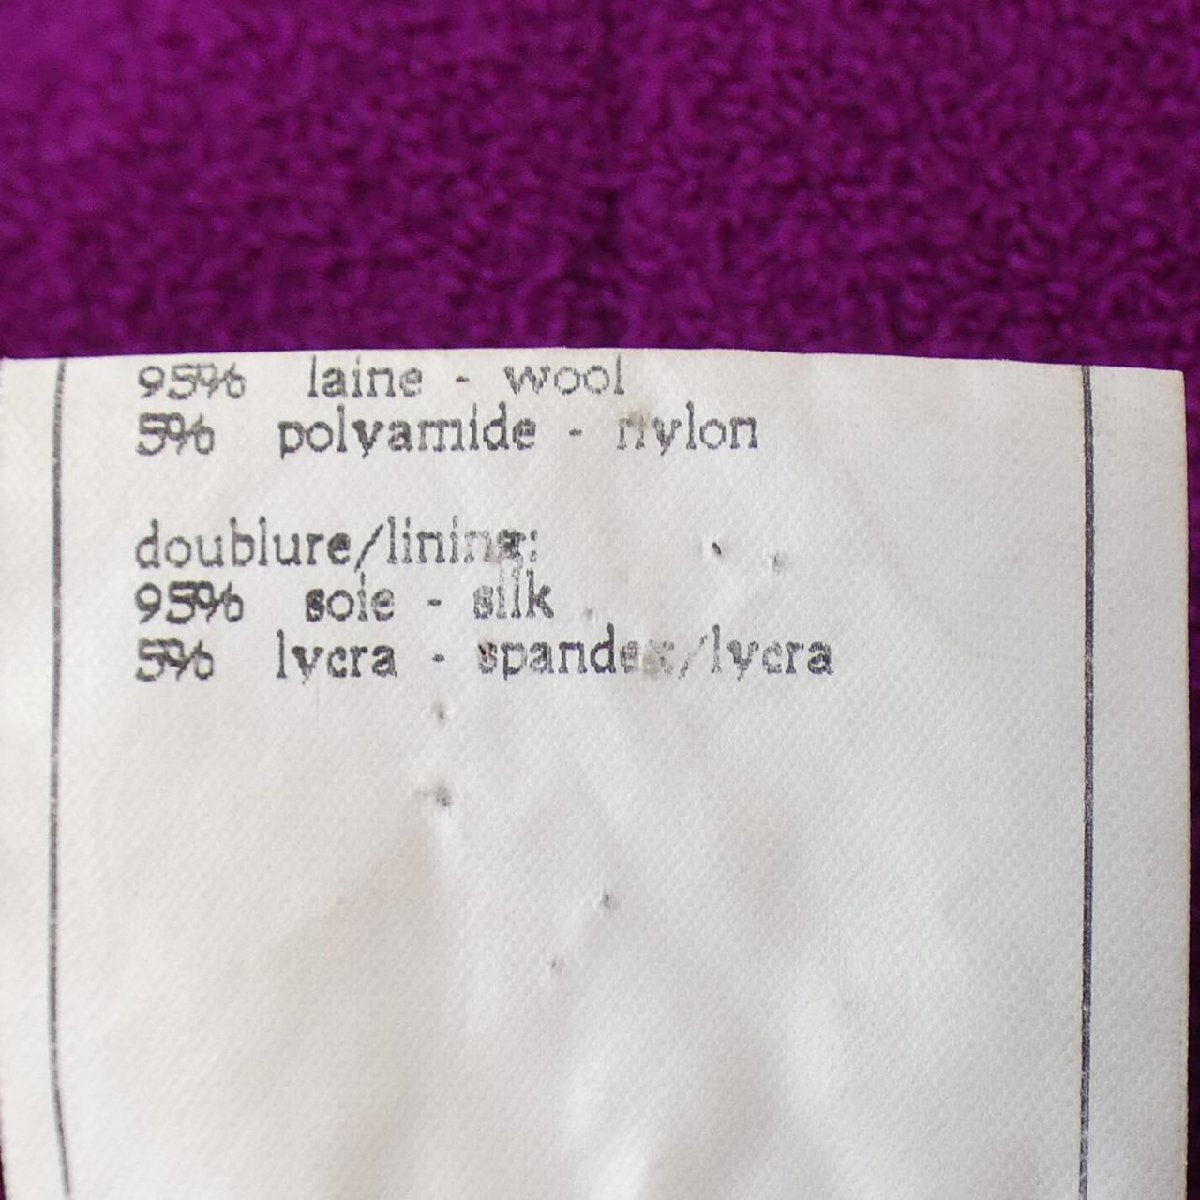 95% laine - wool
5% polyamide - nylon
doublure/lining:
95% soie - silk
5% lycra - spandex/lycra